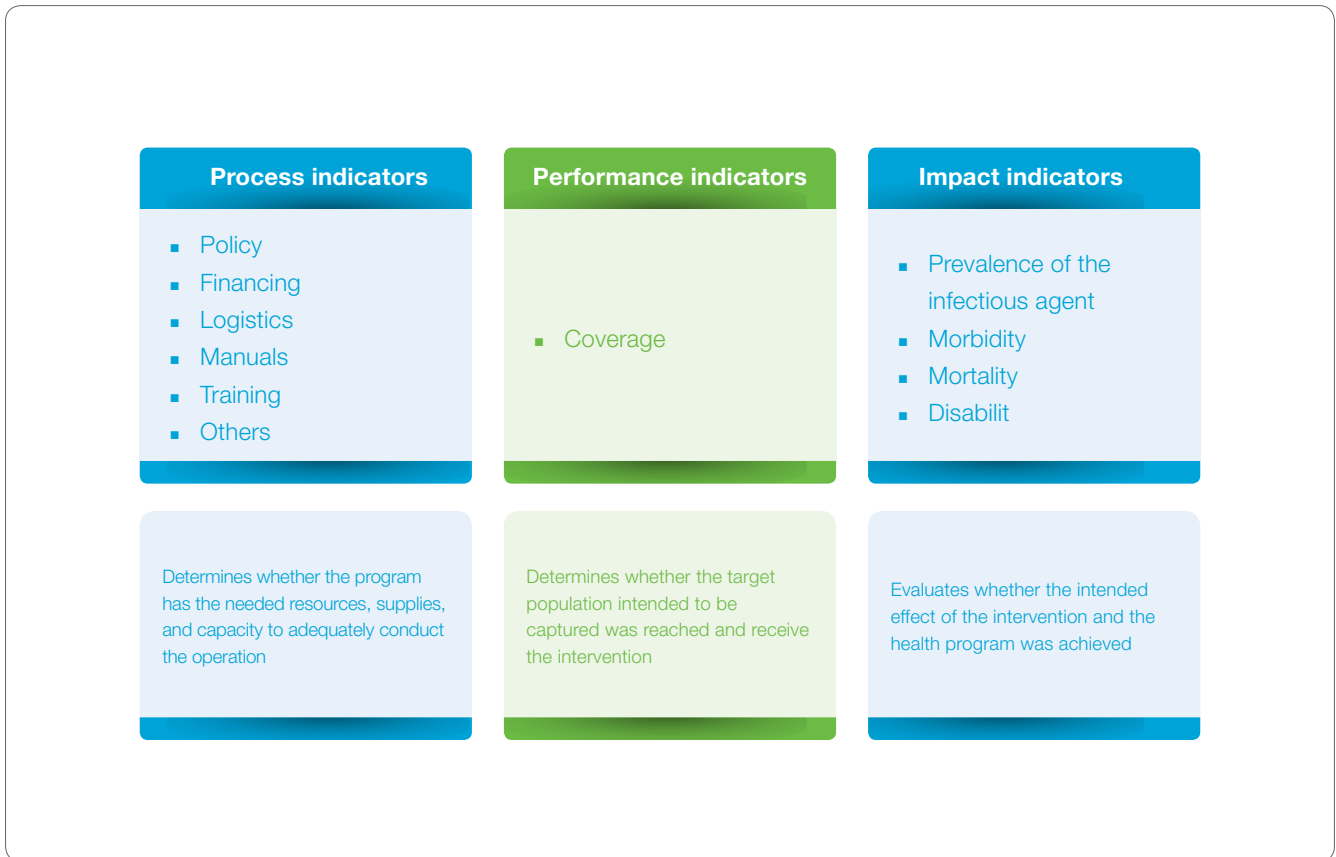 Process indicators
▪ Policy
▪ Financing
▪ Logistics
▪ Manuals
▪ Training
▪ Others
Determines whether the program
has the needed resources, supplies,
and capacity to adequately conduct
the operation
Performance indicators
▪ Coverage
Determines whether the target
population intended to be
captured was reached and receive
the intervention
Impact indicators
▪ Prevalence of the
infectious agent
▪ Morbidity
▪ Mortality
▪ Disabilit
Evaluates whether the intended
effect of the intervention and the
health program was achieved